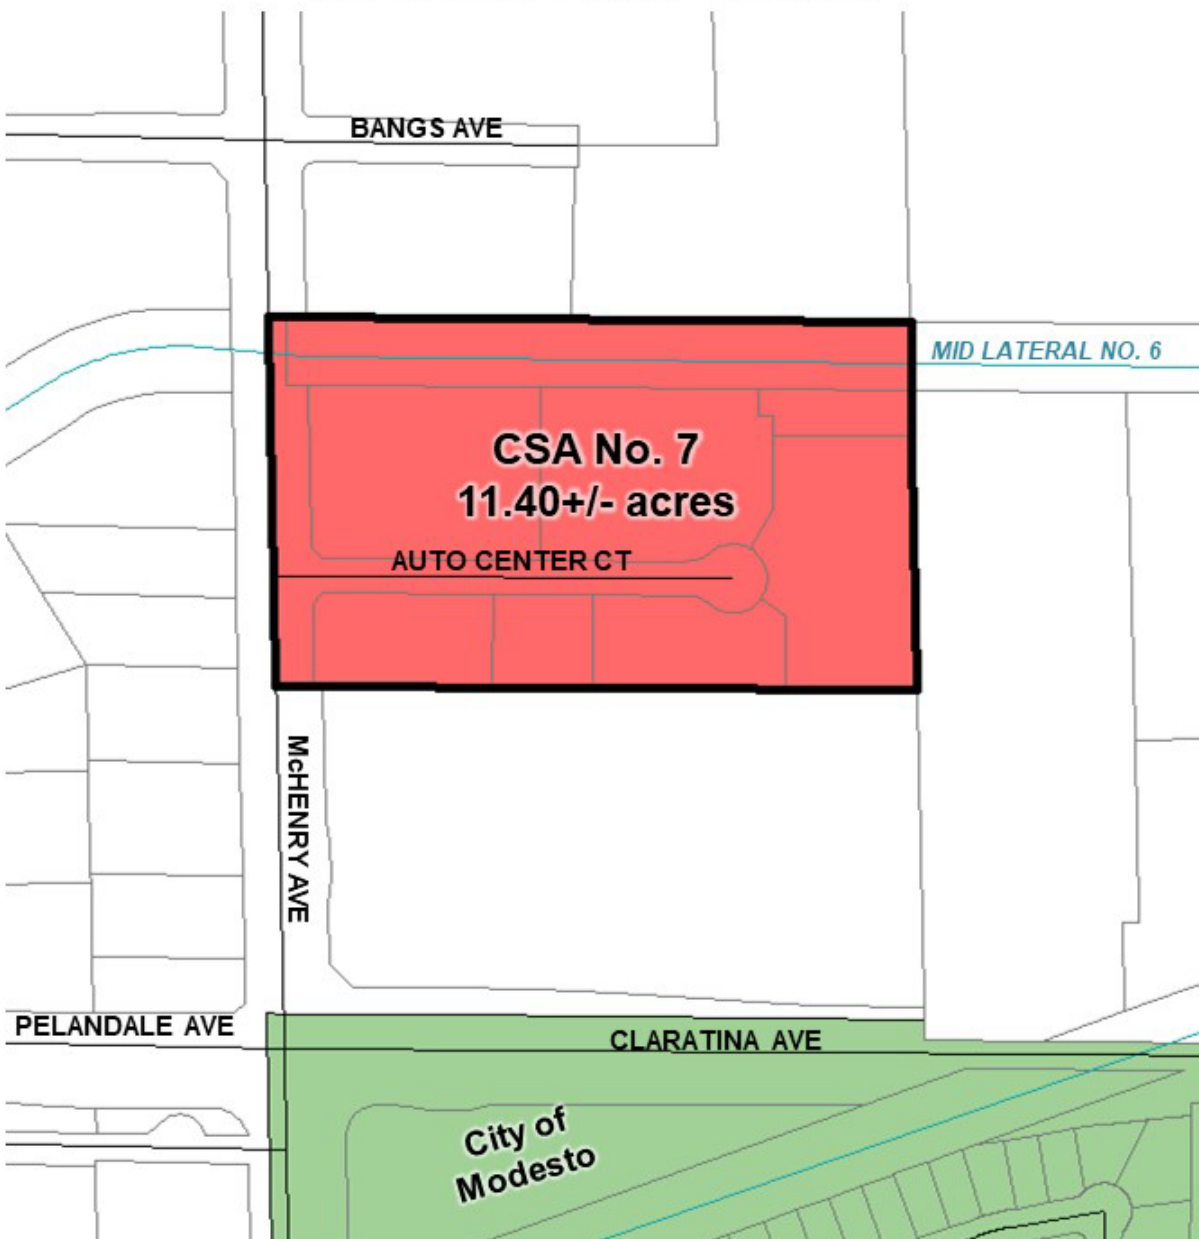 BANGS AVE
MID LATERAL NO. 6
CSA No. 7
11.40+/- acres
AUTO CENTER CT
McHENRY AVE
PELANDALE AVE
CLARATINA AVE
City of
Modesto